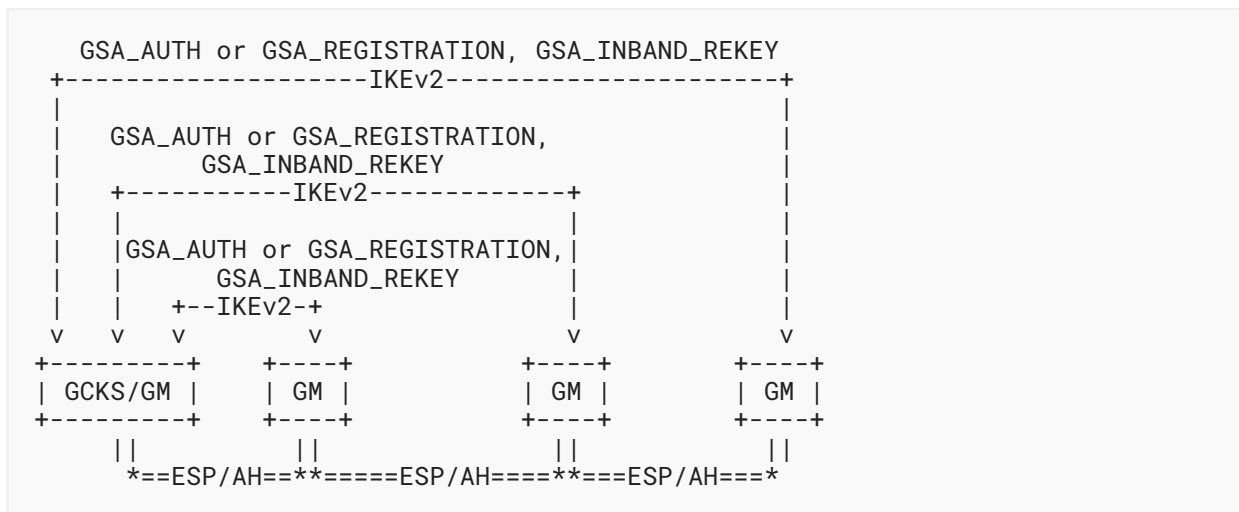 GSA_AUTH or GSA_REGISTRATION, GSA_INBAND_REKEY
IKEv2
GSA_AUTH or GSA_REGISTRATION,
GSA_INBAND_REKEY
IKEv2
GSA_AUTH or GSA_REGISTRATION,
GSA_INBAND_REKEY
IKEv2
v v v v v v
GCKS/GM GM GM GM
ESP/AH ESP/AH ESP/AH